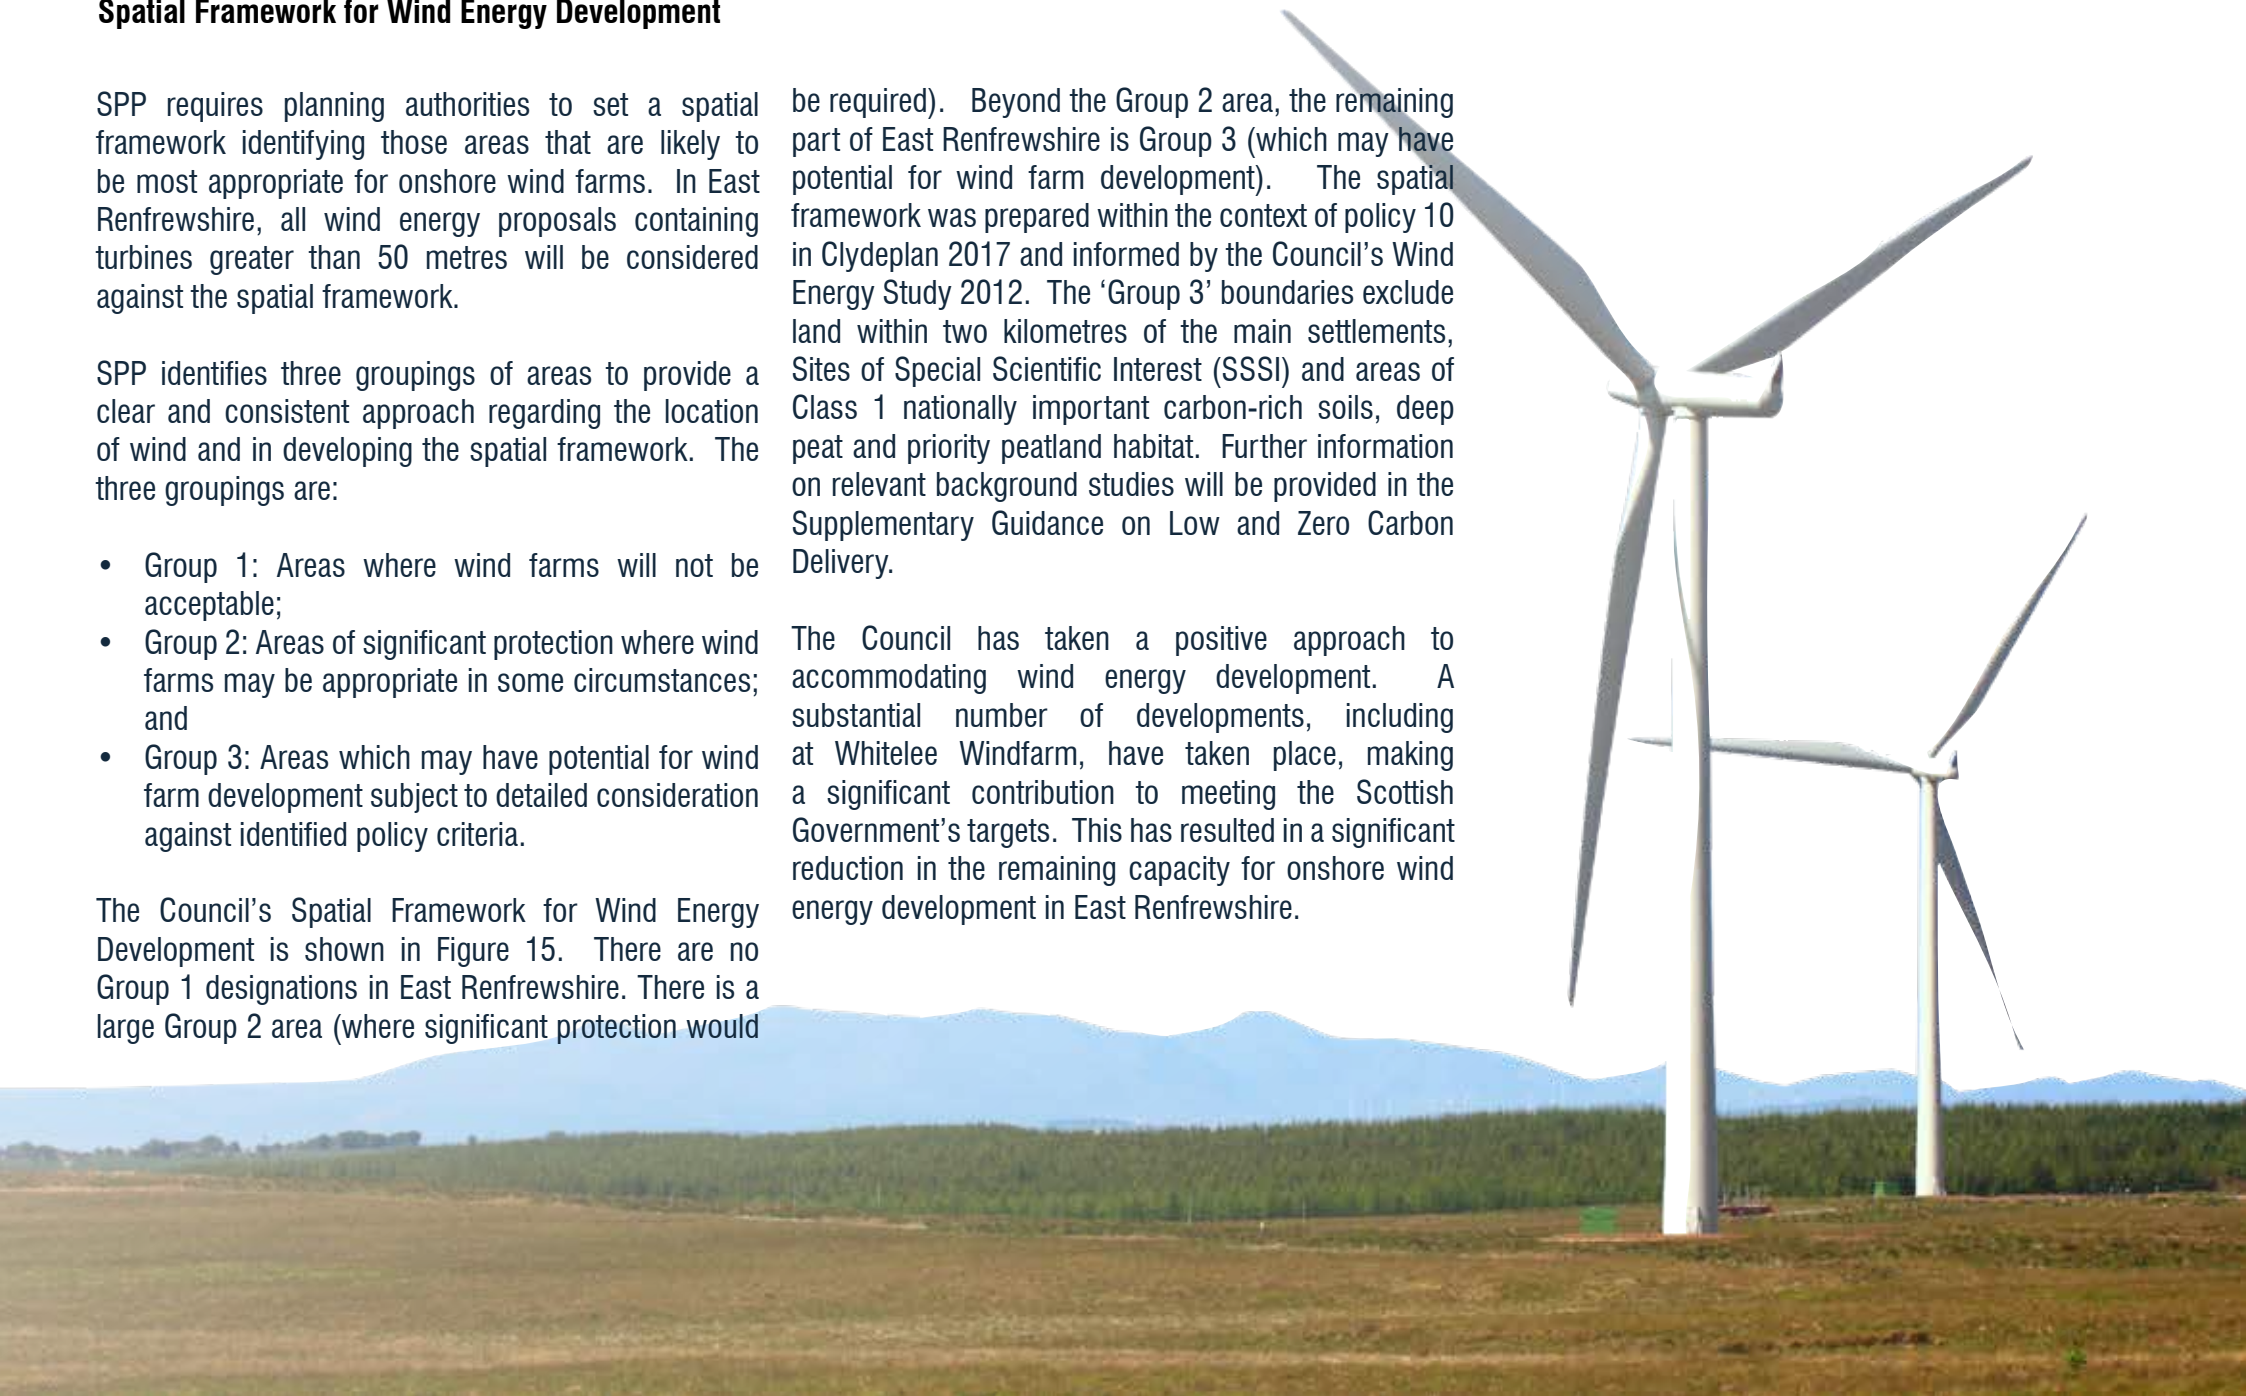 Spatial Framework for Wind Energy Development
SPP requires planning authorities to set a spatial
framework identifying those areas that are likely to
be most appropriate for onshore wind farms. In East
Renfrewshire, all wind energy proposals containing
turbines greater than 50 metres will be considered
against the spatial framework.
SPP identifies three groupings of areas to provide a
clear and consistent approach regarding the location
of wind and in developing the spatial framework. The
three groupings are:
• Group 1: Areas where wind farms will not be
acceptable;
• Group 2: Areas of significant protection where wind
farms may be appropriate in some circumstances;
and
• Group 3: Areas which may have potential for wind
farm development subject to detailed consideration
against identified policy criteria.
The Council’s Spatial Framework for Wind Energy
Development is shown in Figure 15. There are no
Group 1 designations in East Renfrewshire. There is a
large Group 2 area (where significant protection would
be required). Beyond the Group 2 area, the remaining
part of East Renfrewshire is Group 3 (which may have
potential for wind farm development). The spatial
framework was prepared within the context of policy 10
in Clydeplan 2017 and informed by the Council’s Wind
Energy Study 2012. The ‘Group 3’ boundaries exclude
land within two kilometres of the main settlements,
Sites of Special Scientific Interest (SSSI) and areas of
Class 1 nationally important carbon-rich soils, deep
peat and priority peatland habitat. Further information
on relevant background studies will be provided in the
Supplementary Guidance on Low and Zero Carbon
Delivery.
The Council has taken a positive approach to
accommodating wind energy development. A
substantial number of developments, including
at Whitelee Windfarm, have taken place, making
a significant contribution to meeting the Scottish
Government’s targets. This has resulted in a significant
reduction in the remaining capacity for onshore wind
energy development in East Renfrewshire.